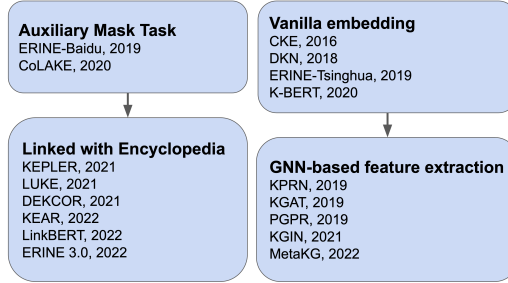 Auxiliary Mask Task
ERINE-Baidu, 2019
CoLAKE, 2020
Linked with Encyclopedia
KEPLER, 2021
LUKE, 2021
DEKCOR, 2021
KEAR, 2022
LinkBERT, 2022
ERINE 3.0, 2022
Vanilla embedding
CKE, 2016
DKN, 2018
ERINE-Tsinghua, 2019
K-BERT, 2020
GNN-based feature extraction
KPRN, 2019
KGAT, 2019
PGPR, 2019
KGIN, 2021
MetaKG, 2022